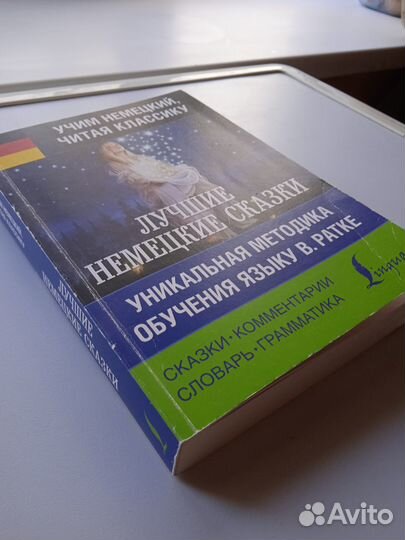 УЧИМ НЕМЕЦКИЙ,
ЧИТАЯ КЛАССИКУ
ЛУЧШИЕ
НЕМЕЦКИЕ СКАЗКИ
УНИКАЛЬНАЯ МЕТОДИКА
ОБУЧЕНИЯ ЯЗЫКУ В. РАТКЕ
СКАЗКИ • КОММЕНТАРИИ
СЛОВАРЬ • ГРАММАТИКА
Lingua
ЛУЧШИЕ
НЕМЕЦКИЕ СКАЗКИ
Avito